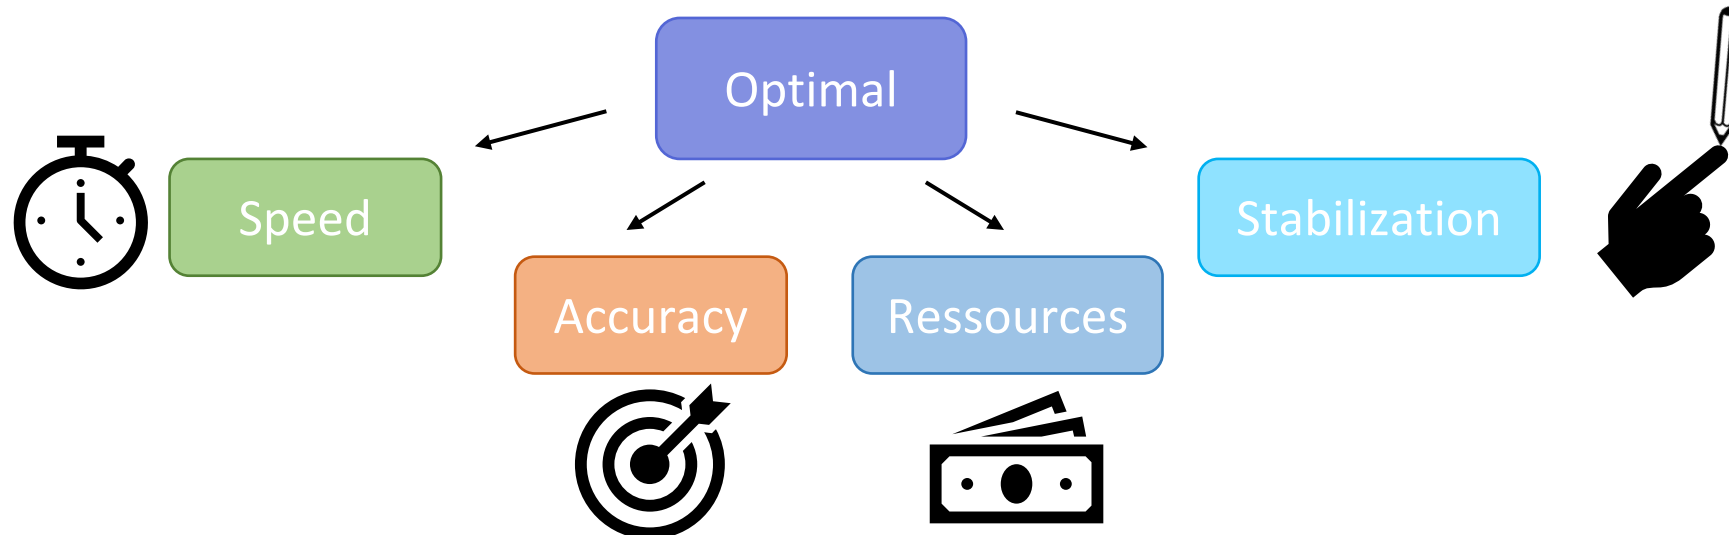 Optimal
Speed
Stabilization
Accuracy
Ressources